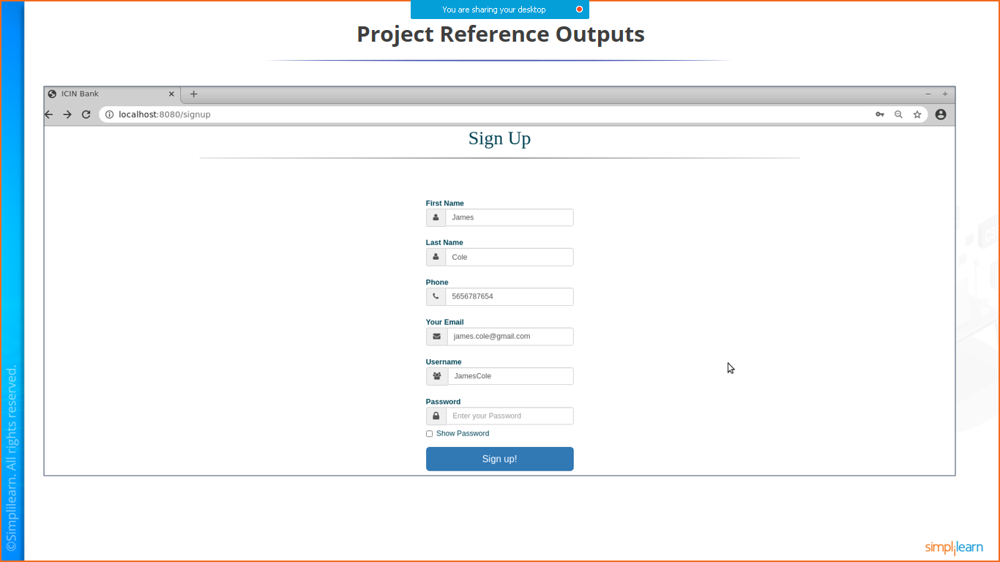 You are sharing your desktop
Project Reference Outputs
ICIN Bank
localhost:8080/signup
Sign Up
First Name
James
Last Name
Cole
Phone
5656787654
Your Email
james.cole@gmail.com
Username
JamesCole
Password
Enter your Password
Show Password
Sign up!
©Simplilearn. All rights reserved.
simplilearn